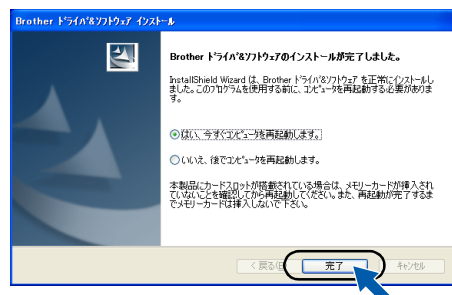 Brother ﾄﾞﾗｲﾊﾞ&ｿﾌﾄｳｪｱ ｲﾝｽﾄｰﾙ
Brother ﾄﾞﾗｲﾊﾞ&ｿﾌﾄｳｪｱのインストールが完了しました。
InstallShield Wizard は、Brother ﾄﾞﾗｲﾊﾞ&ｿﾌﾄｳｪｱ を正常にｲﾝｽﾄｰﾙし
ました。このﾌﾟﾛｸﾞﾗﾑを使用する前に、ｺﾝﾋﾟｭｰﾀを再起動する必要がありま
す。
はい、今すぐｺﾝﾋﾟｭｰﾀを再起動します。
いいえ、後でｺﾝﾋﾟｭｰﾀを再起動します。
本製品にカードスロットが搭載されている場合は、メモリーカードが挿入され
ていないことを確認してから再起動してください。また、再起動が完了するま
でメモリーカードは挿入しないで下さい。
< 戻る(B)
完了
ｷｬﾝｾﾙ